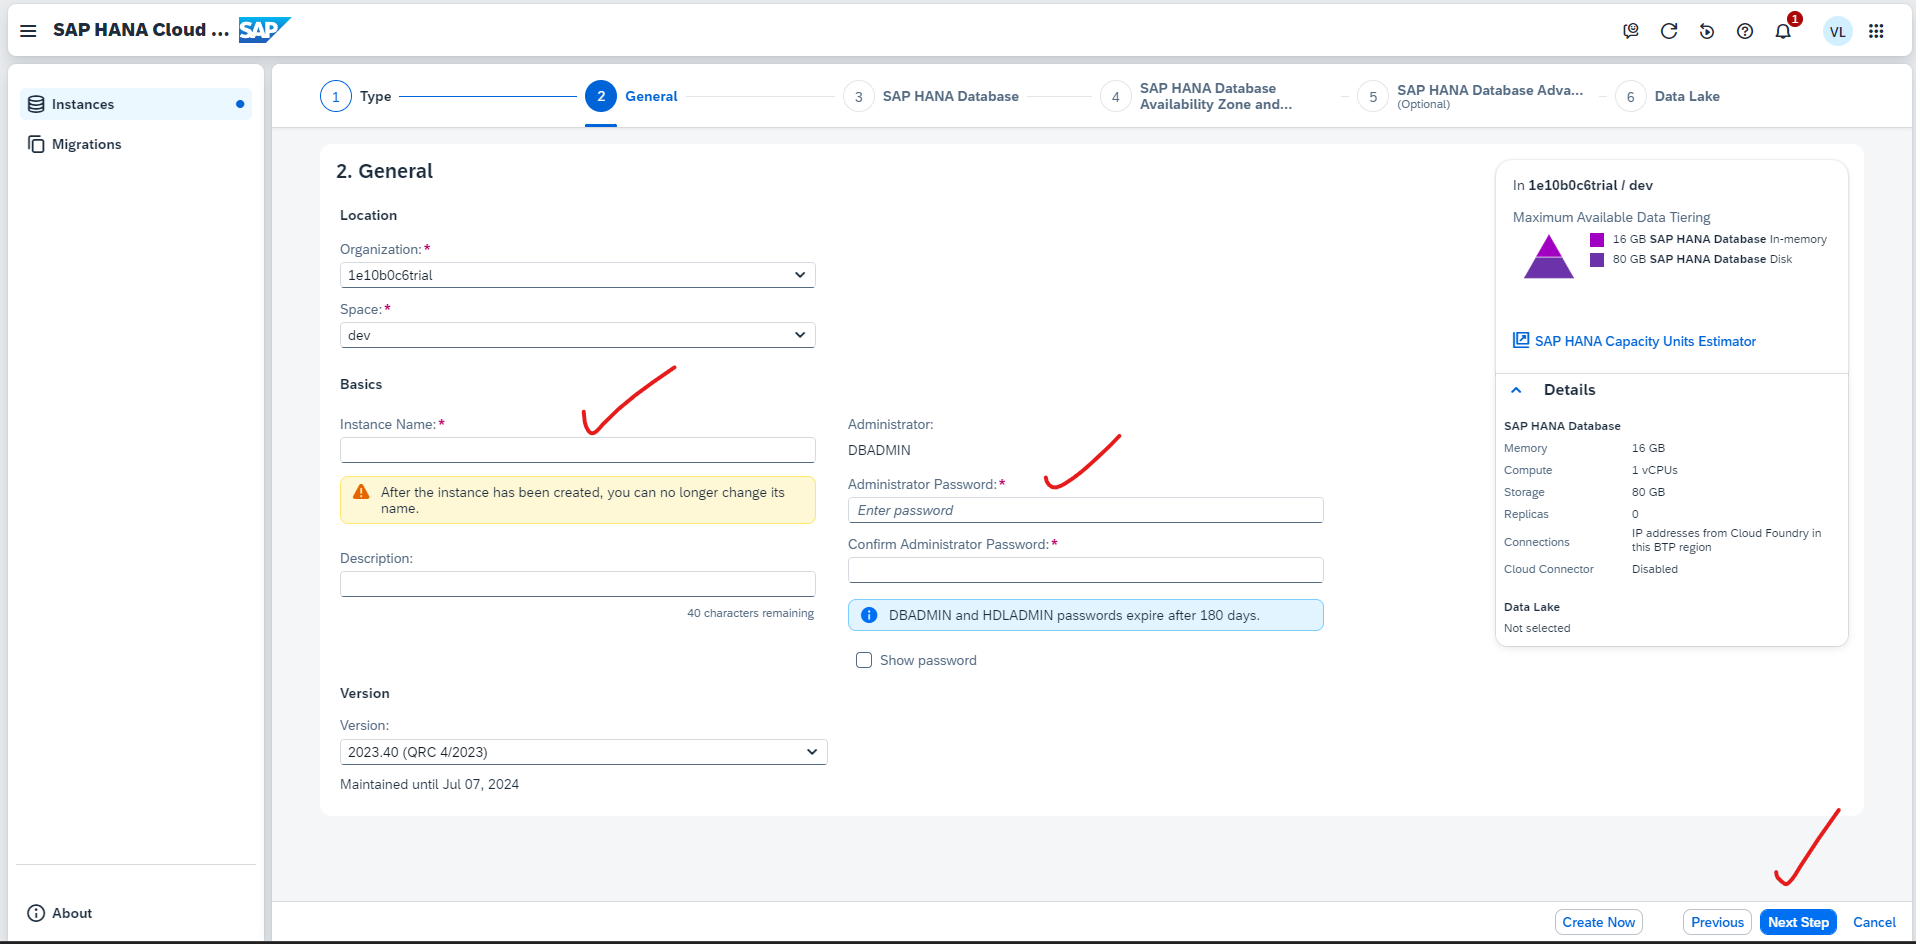 SAP HANA Cloud ... SAP
1
VL
Instances
Migrations
About
1 Type
2 General
3 SAP HANA Database
4 SAP HANA Database
Availability Zone and...
5 SAP HANA Database Adva...
(Optional)
6 Data Lake
2. General
Location
Organization:*
1e10b0c6trial
Space:*
dev
Basics
Instance Name:*
After the instance has been created, you can no longer change its
name.
Description:
40 characters remaining
Administrator:
DBADMIN
Administrator Password:*
Enter password
Confirm Administrator Password:*
DBADMIN and HDLADMIN passwords expire after 180 days.
Show password
Version
Version:
2023.40 (QRC 4/2023)
Maintained until Jul 07, 2024
In 1e10b0c6trial / dev
Maximum Available Data Tiering
16 GB SAP HANA Database In-memory
80 GB SAP HANA Database Disk
SAP HANA Capacity Units Estimator
Details
SAP HANA Database
Memory 16 GB
Compute 1 vCPUs
Storage 80 GB
Replicas 0
Connections IP addresses from Cloud Foundry in
this BTP region
Cloud Connector Disabled
Data Lake
Not selected
Create Now Previous Next Step Cancel